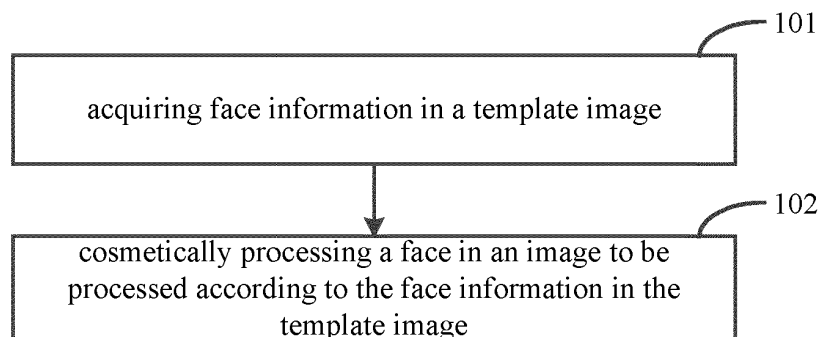 101
acquiring face information in a template image
102
cosmetically processing a face in an image to be
processed according to the face information in the
template image